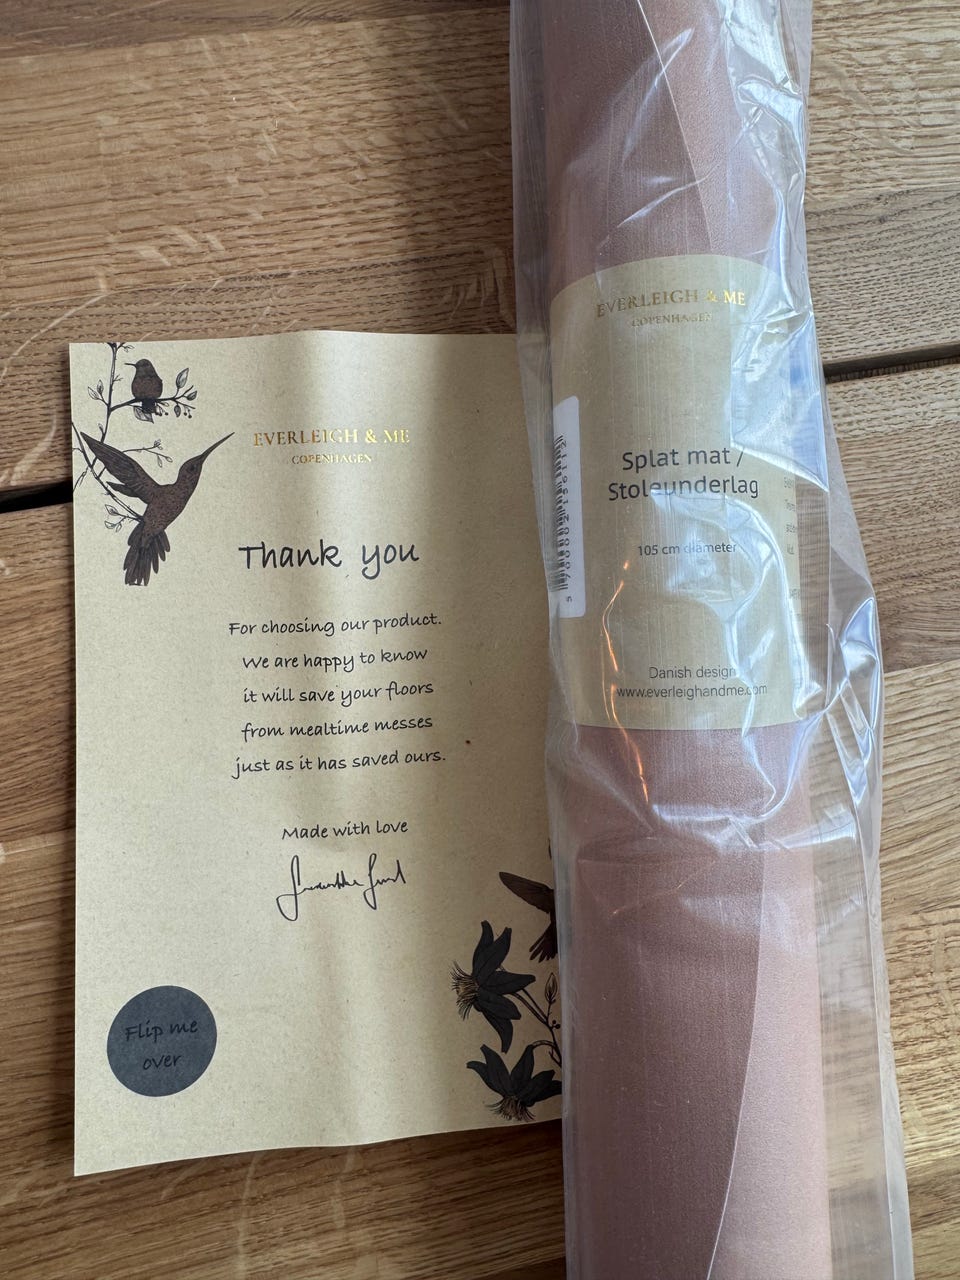 EVERLEIGH & ME
COPENHAGEN
Thank you
For choosing our product.
We are happy to know
it will save your floors
from mealtime messes
just as it has saved ours.
Made with love
Flip me
over
EVERLEIGH & ME
COPENHAGEN
Splat mat /
Stoleunderlag
105 cm diameter
Danish design
www.everleighandme.com